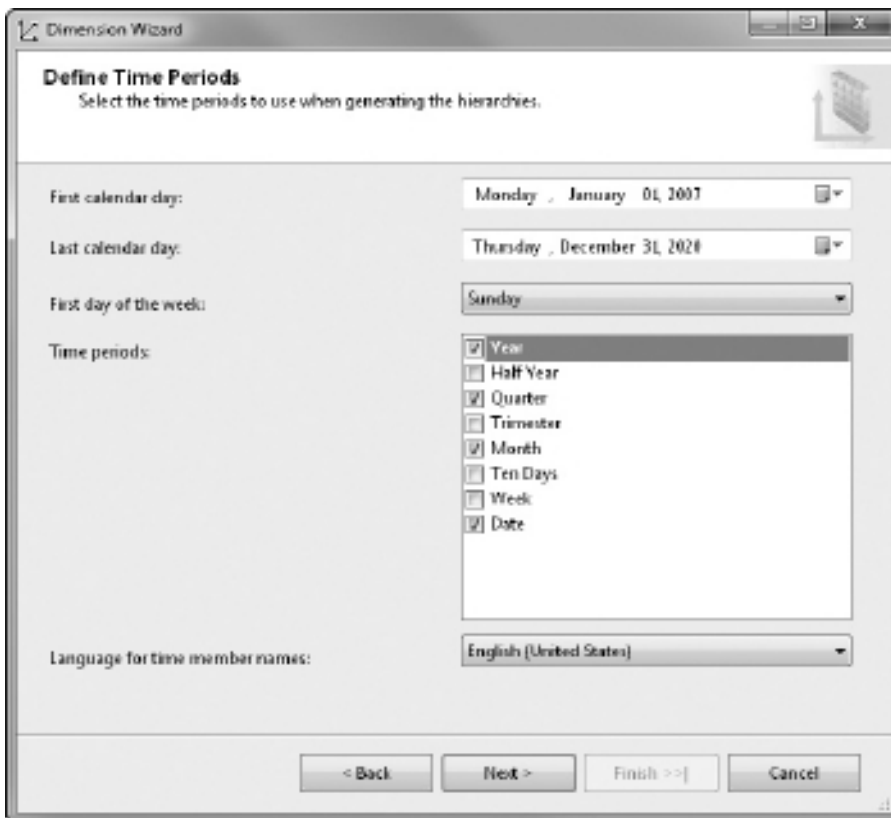 Dimension Wizard
Define Time Periods
Select the time periods to use when generating the hierarchies.
First calendar day:
Monday , January 01, 2007
Last calendar day:
Thursday , December 31, 2020
First day of the week:
Sunday
Time periods:
Year
Half Year
Quarter
Trimester
Month
Ten Days
Week
Date
Language for time member names:
English (United States)
< Back
Next >
Finish >>|
Cancel